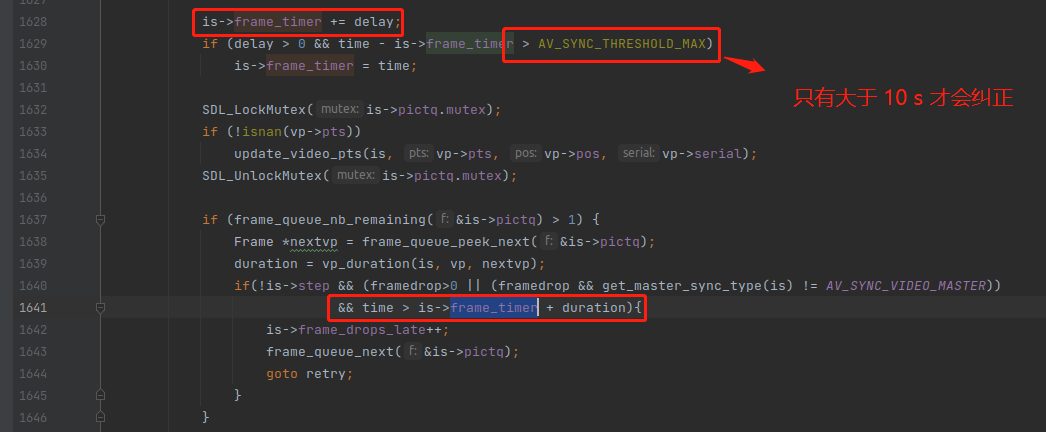 1627
1628 is->frame_timer += delay;
1629 if (delay > 0 && time - is->frame_timer > AV_SYNC_THRESHOLD_MAX)
1630 is->frame_timer = time;
只有大于 10 s 才会纠正
1631
1632 SDL_LockMutex( mutex: is->pictq.mutex);
1633 if (!isnan(vp->pts))
1634 update_video_pts(is, pts: vp->pts, pos: vp->pos, serial: vp->serial);
1635 SDL_UnlockMutex( mutex: is->pictq.mutex);
1636
1637 if (frame_queue_nb_remaining( f: &is->pictq) > 1) {
1638 Frame *nextvp = frame_queue_peek_next( f: &is->pictq);
1639 duration = vp_duration(is, vp, nextvp);
1640 if(!is->step && (framedrop>0 || (framedrop && get_master_sync_type(is) != AV_SYNC_VIDEO_MASTER))
1641 && time > is->frame_timer + duration){
1642 is->frame_drops_late++;
1643 frame_queue_next( f: &is->pictq);
1644 goto retry;
1645 }
1646 }